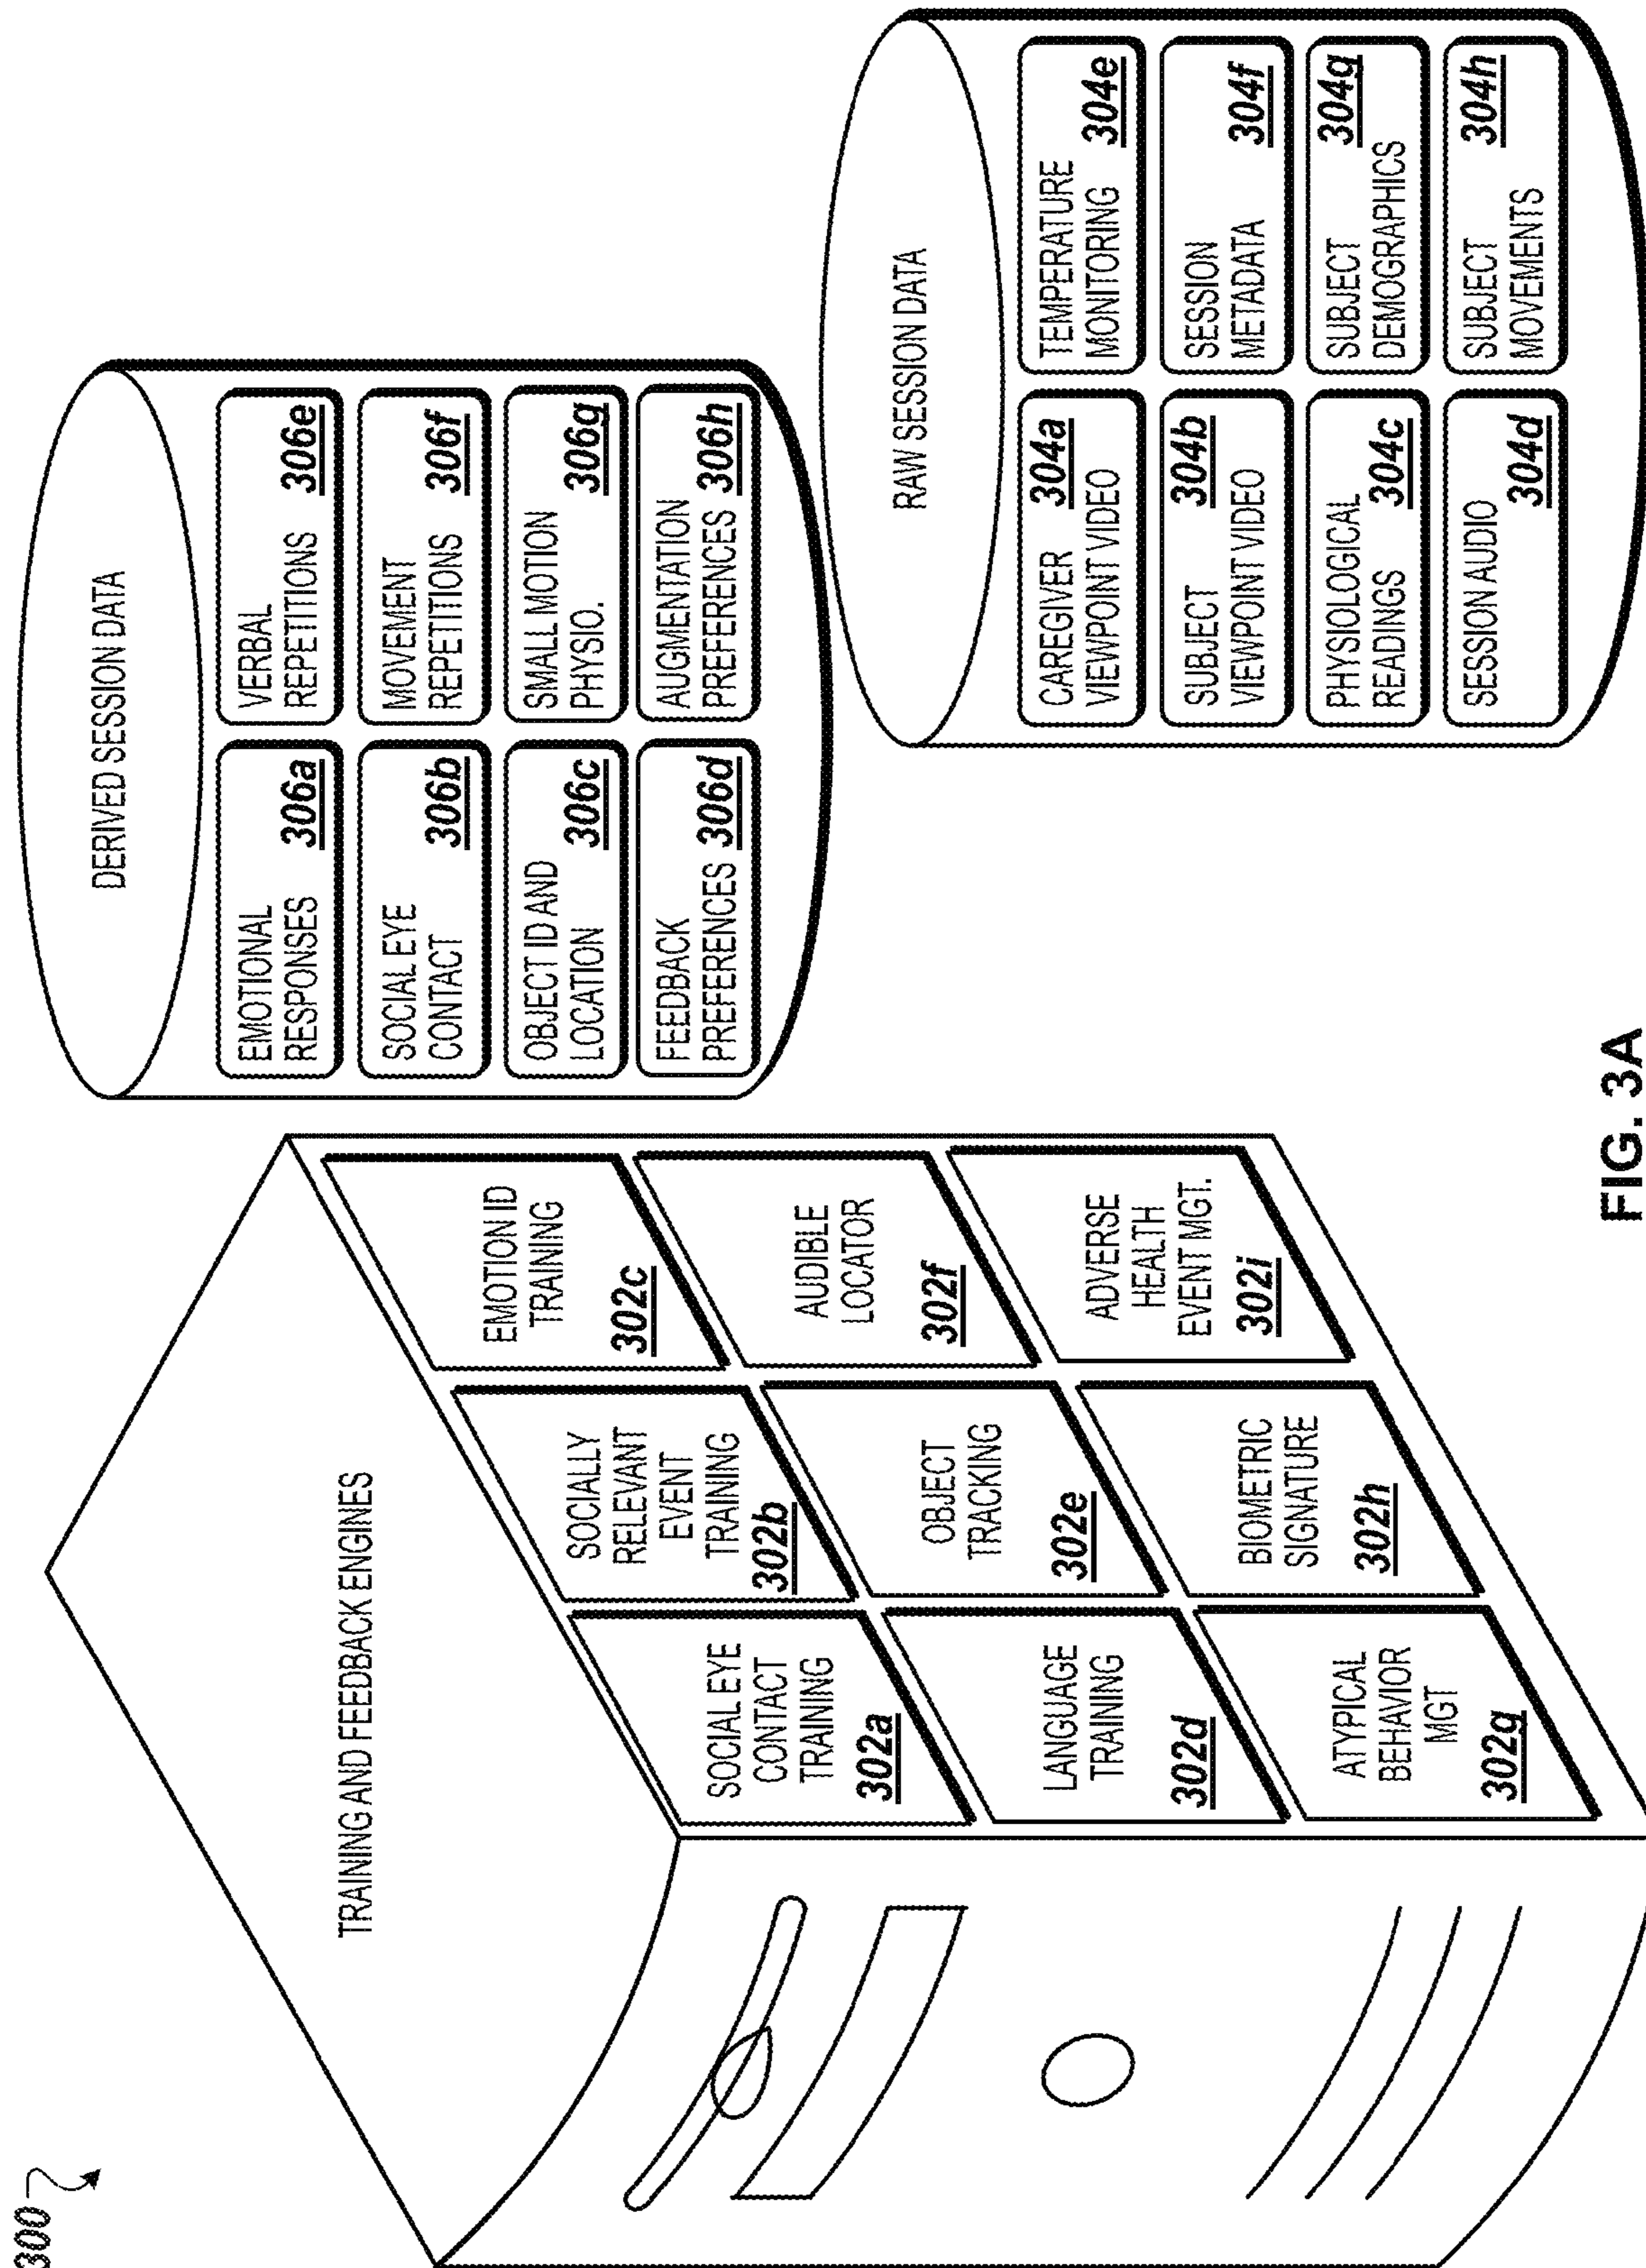 300
TRAINING AND FEEDBACK ENGINES
SOCIAL EYE
CONTACT
TRAINING
302a
SOCIALLY
RELEVANT
EVENT
TRAINING
302b
EMOTION ID
TRAINING
302c
LANGUAGE
TRAINING
302d
OBJECT
TRACKING
302e
AUDIBLE
LOCATOR
302f
ATYPICAL
BEHAVIOR
MGT
302g
BIOMETRIC
SIGNATURE
302h
ADVERSE
HEALTH
EVENT MGT.
302i
DERIVED SESSION DATA
EMOTIONAL
RESPONSES 306a
VERBAL
REPETITIONS 306e
SOCIAL EYE
CONTACT 306b
MOVEMENT
REPETITIONS 306f
OBJECT ID AND
LOCATION 306c
SMALL MOTION
PHYSIO. 306g
FEEDBACK
PREFERENCES 306d
AUGMENTATION
PREFERENCES 306h
RAW SESSION DATA
CAREGIVER 304a
VIEWPOINT VIDEO
TEMPERATURE
MONITORING 304e
SUBJECT 304b
VIEWPOINT VIDEO
SESSION
METADATA 304f
PHYSIOLOGICAL
READINGS 304c
SUBJECT 304g
DEMOGRAPHICS
SESSION AUDIO
304d
SUBJECT 304h
MOVEMENTS
FIG. 3A